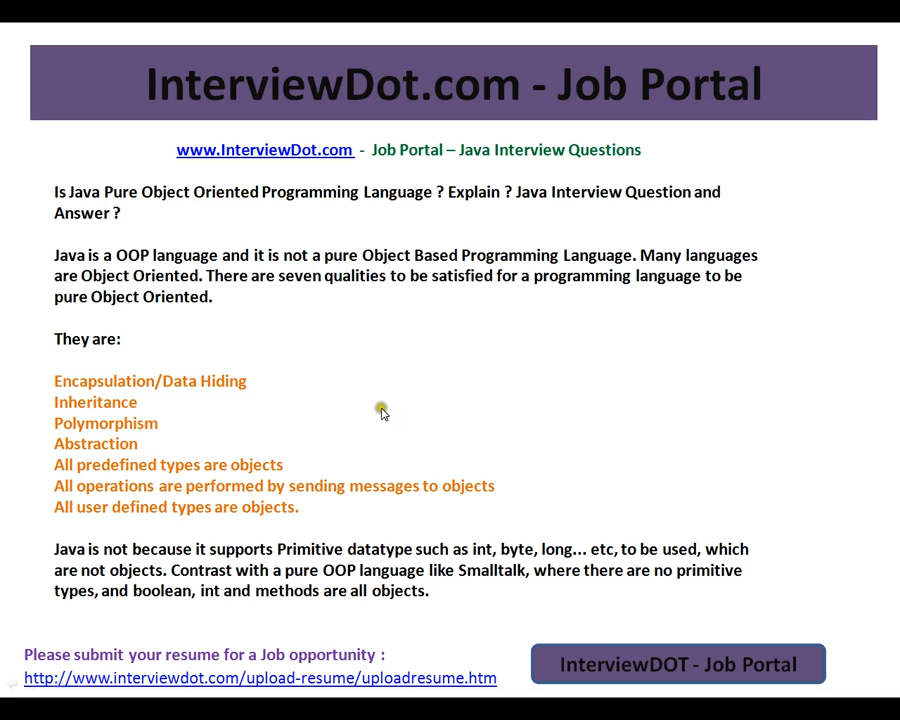 InterviewDot.com - Job Portal
www.InterviewDot.com - Job Portal – Java Interview Questions
Is Java Pure Object Oriented Programming Language ? Explain ? Java Interview Question and
Answer ?
Java is a OOP language and it is not a pure Object Based Programming Language. Many languages
are Object Oriented. There are seven qualities to be satisfied for a programming language to be
pure Object Oriented.
They are:
Encapsulation/Data Hiding
Inheritance
Polymorphism
Abstraction
All predefined types are objects
All operations are performed by sending messages to objects
All user defined types are objects.
Java is not because it supports Primitive datatype such as int, byte, long... etc, to be used, which
are not objects. Contrast with a pure OOP language like Smalltalk, where there are no primitive
types, and boolean, int and methods are all objects.
Please submit your resume for a Job opportunity :
http://www.interviewdot.com/upload-resume/uploadresume.htm
InterviewDOT - Job Portal